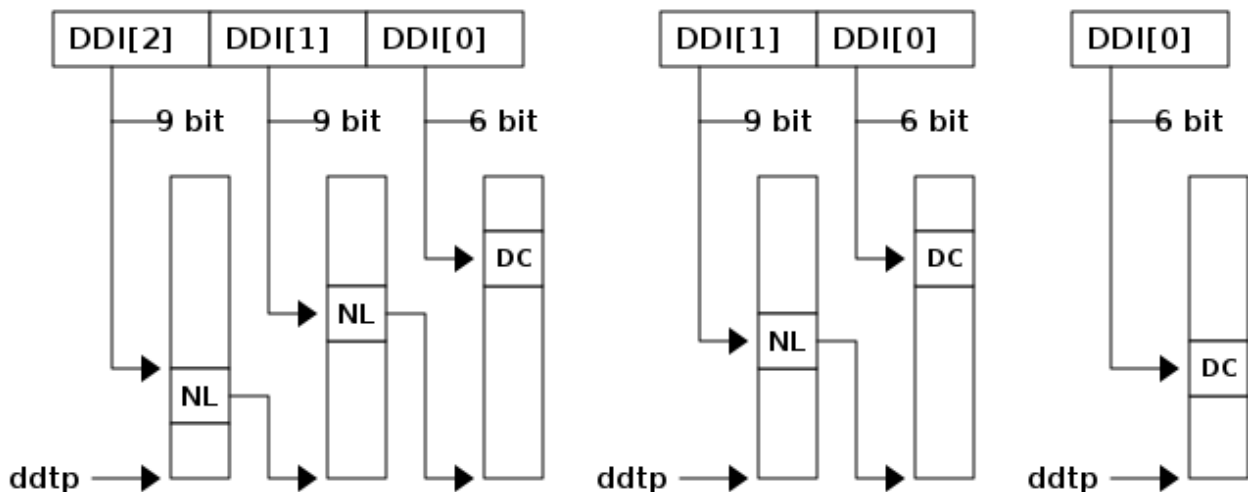 DDI[2] DDI[1] DDI[0] DDI[1] DDI[0] DDI[0]
9 bit 9 bit 6 bit 9 bit 6 bit 6 bit
DC DC
NL
NL
DC
NL
ddtp ddtp ddtp